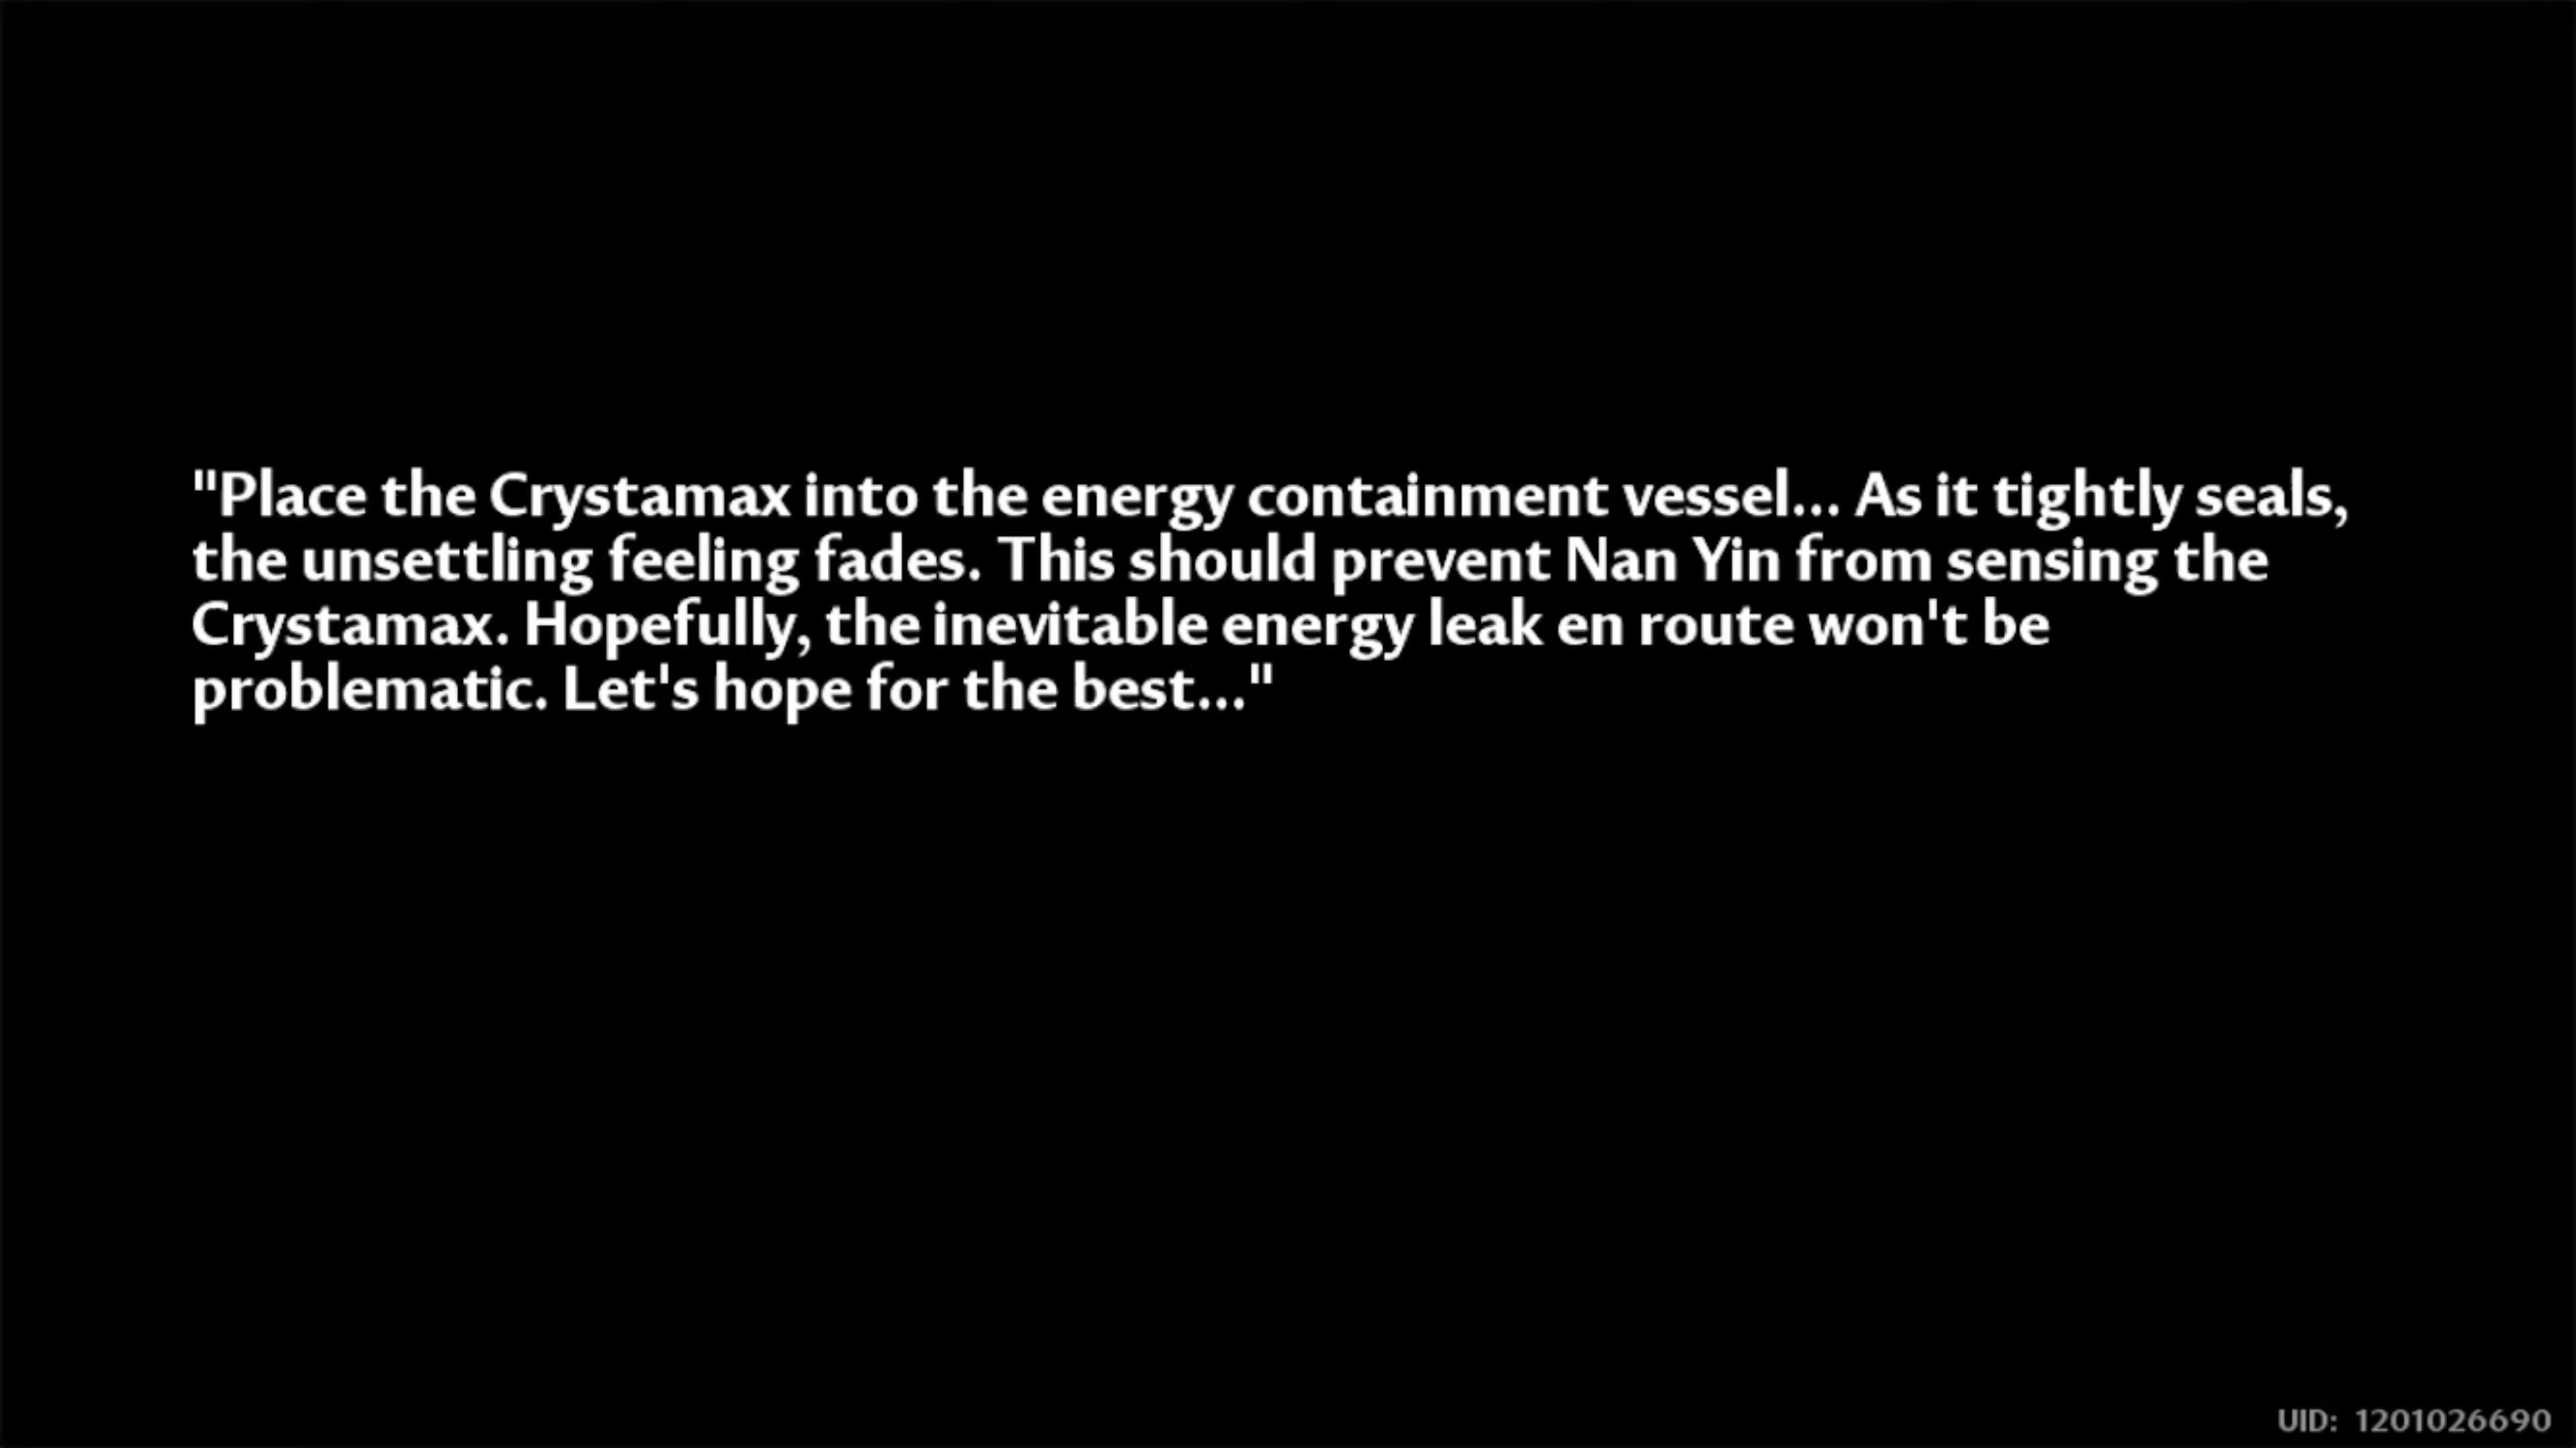 "Place the Crystamax into the energy containment vessel... As it tightly seals,
the unsettling feeling fades. This should prevent Nan Yin from sensing the
Crystamax. Hopefully, the inevitable energy leak en route won't be
problematic. Let's hope for the best..."
UID: 1201026690